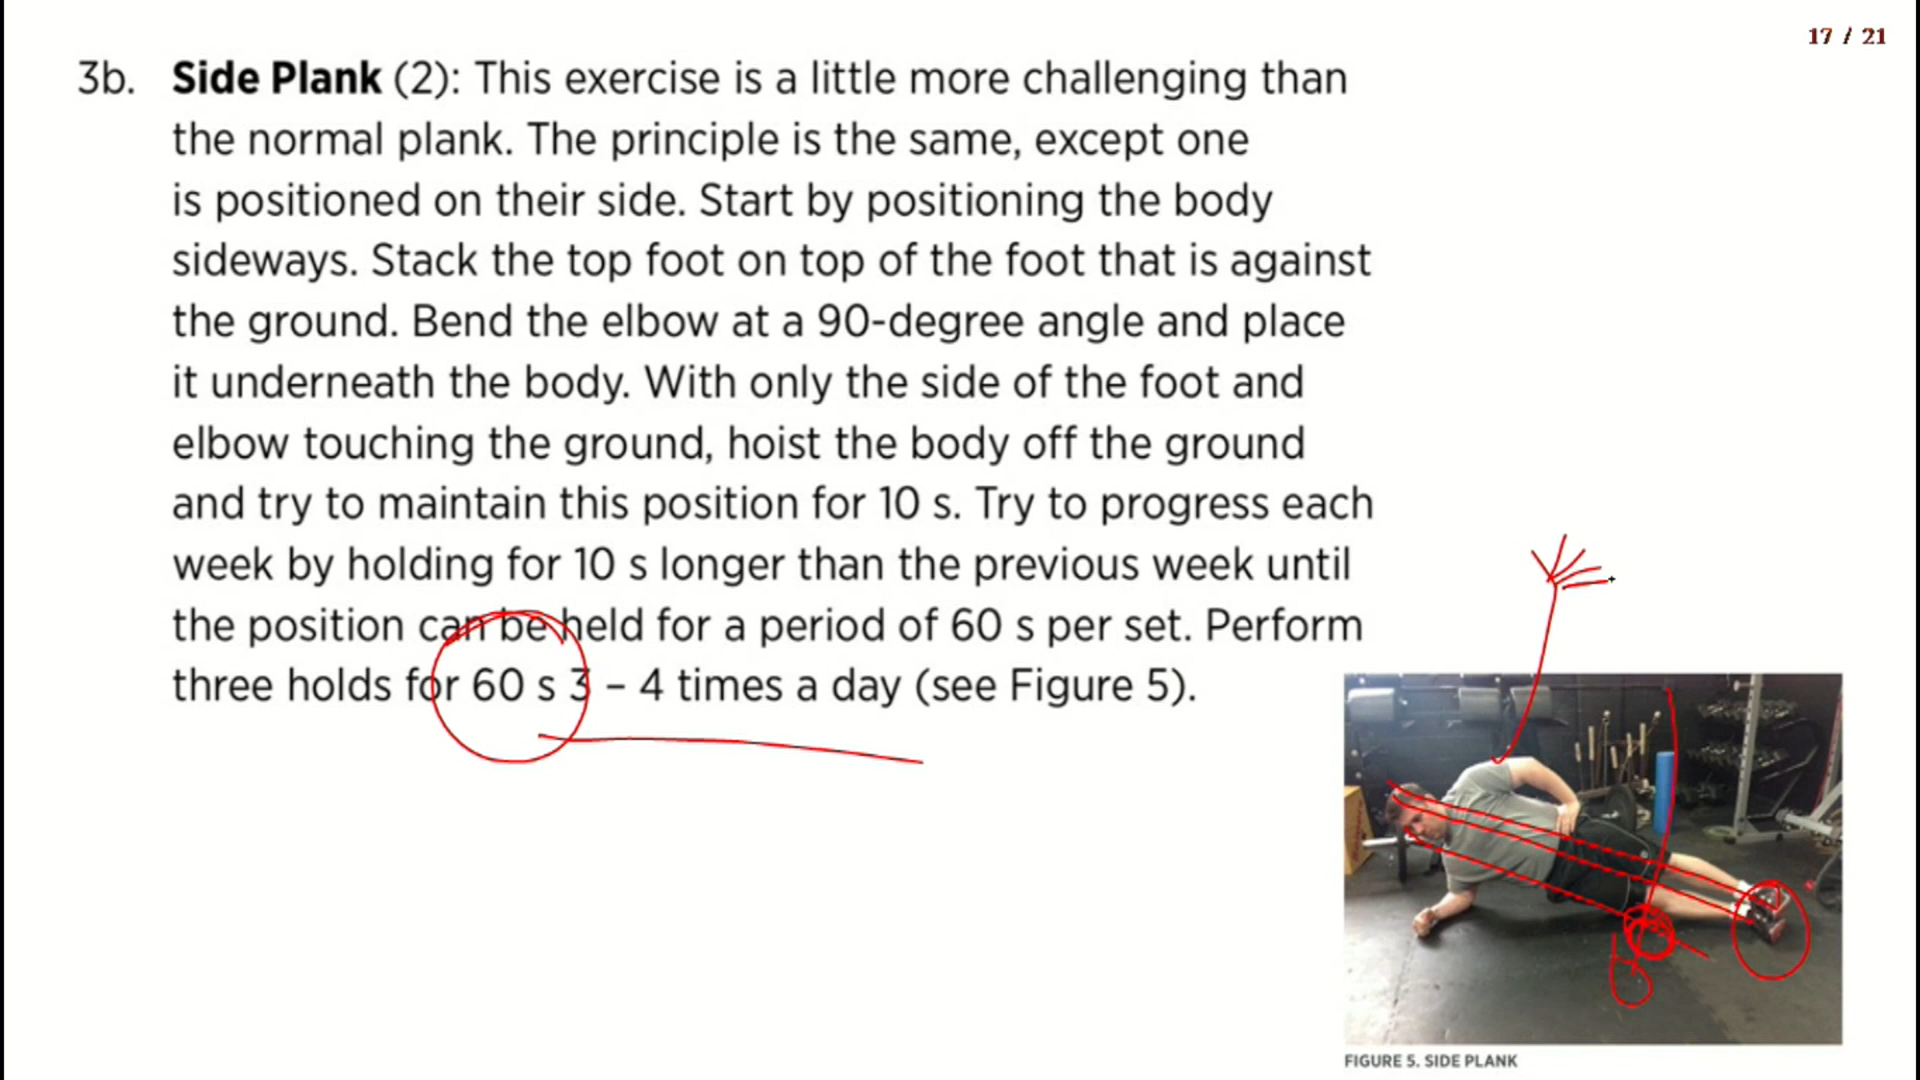 17 / 21
3b. Side Plank (2): This exercise is a little more challenging than
the normal plank. The principle is the same, except one
is positioned on their side. Start by positioning the body
sideways. Stack the top foot on top of the foot that is against
the ground. Bend the elbow at a 90-degree angle and place
it underneath the body. With only the side of the foot and
elbow touching the ground, hoist the body off the ground
and try to maintain this position for 10 s. Try to progress each
week by holding for 10 s longer than the previous week until
the position can be held for a period of 60 s per set. Perform
three holds for 60 s 3 – 4 times a day (see Figure 5).
FIGURE 5. SIDE PLANK